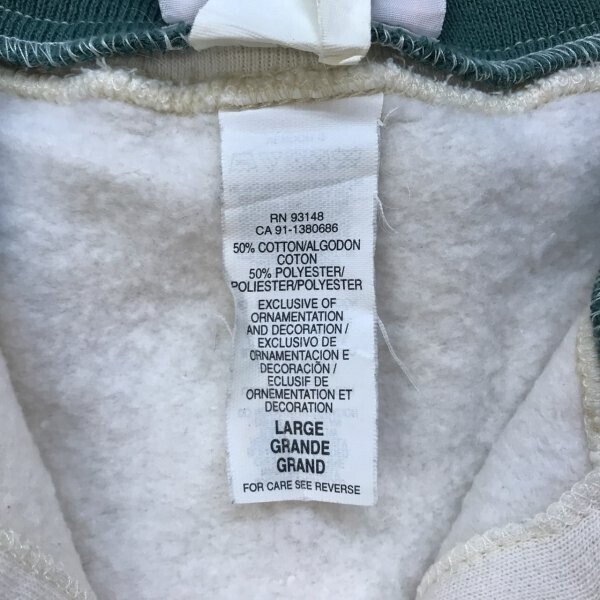 RN 93148
CA 91-1380686
50% COTTON/ALGODON
COTON
50% POLYESTER/
POLIESTER/POLYESTER
EXCLUSIVE OF
ORNAMENTATION
AND DECORATION /
EXCLUSIVO DE
ORNAMENTACION E
DECORACIÕN /
ECLUSIF DE
ORNEMENTATION ET
DECORATION
LARGE
GRANDE
GRAND
FOR CARE SEE REVERSE